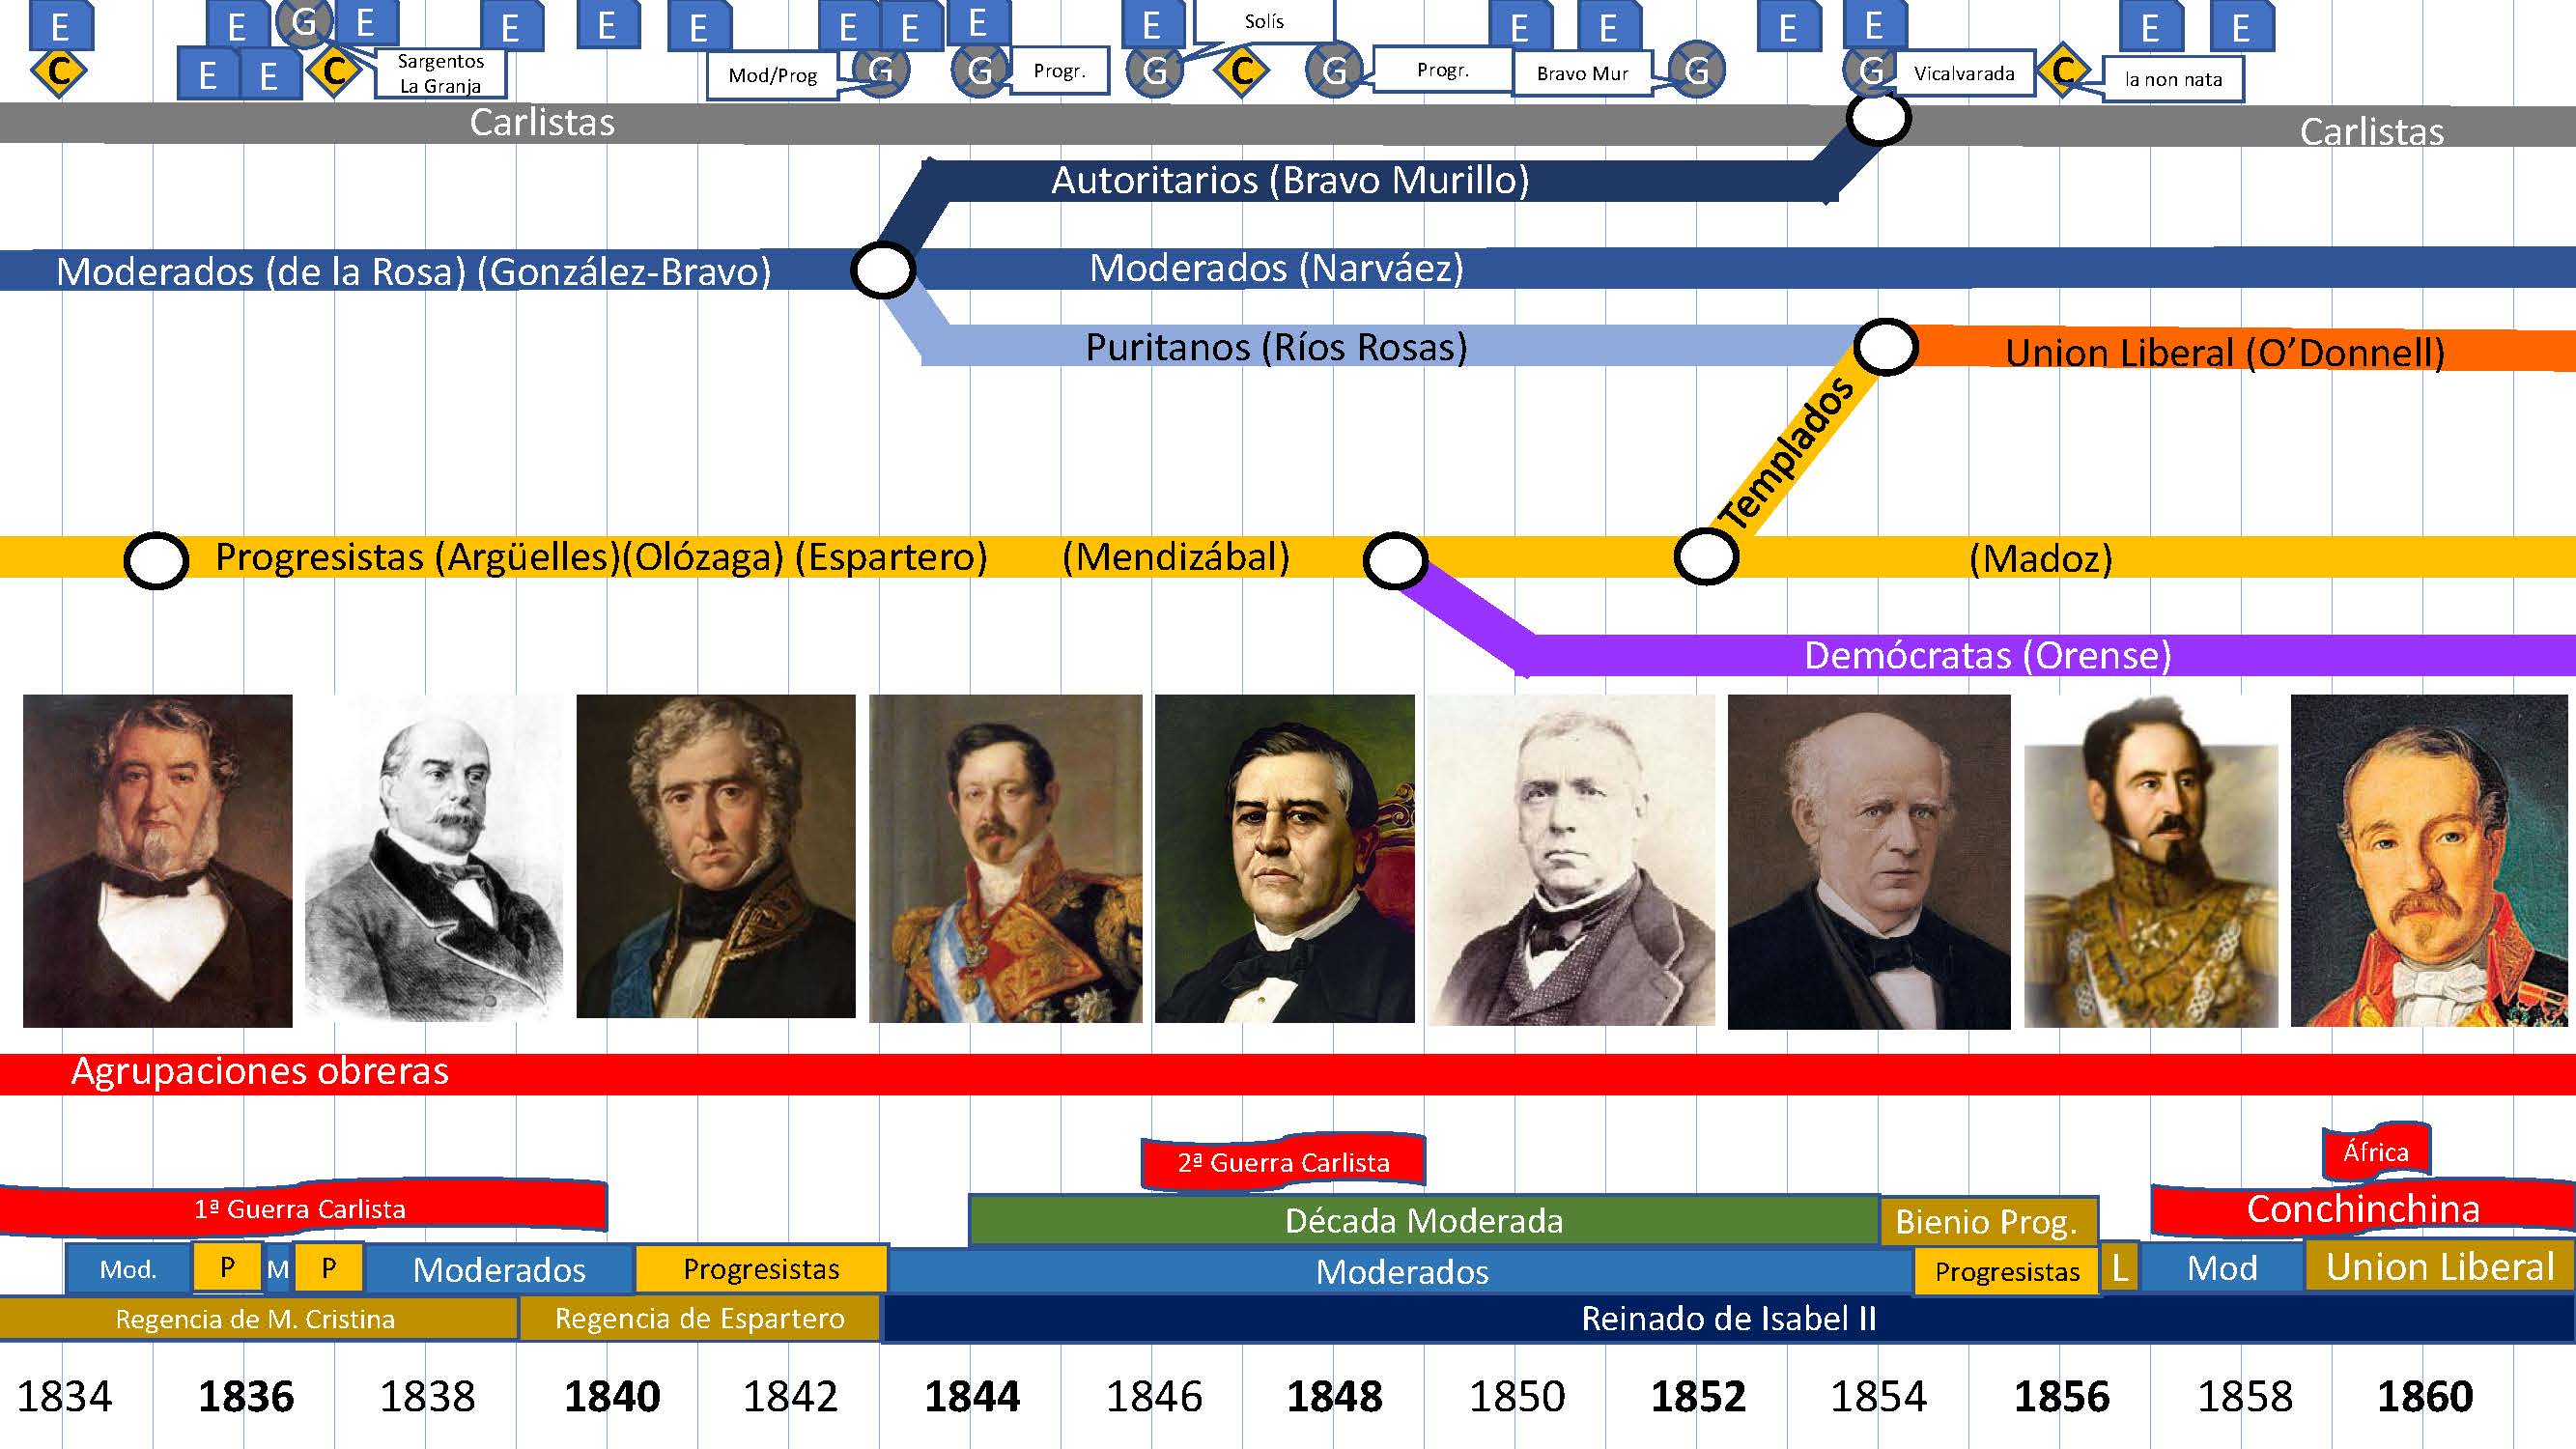 E
E
G
E
E
E
E
E
E
E
E
Solís
E
E
E
E
E
E
C
E
E
C
Sargentos
La Granja
Mod/Prog
G
G
Progr.
G
C
G
Progr.
Bravo Mur
G
G
Vicalvarada
C
la non nata
Carlistas
Carlistas
Autoritarios (Bravo Murillo)
Moderados (de la Rosa) (González-Bravo)
Moderados (Narváez)
Puritanos (Ríos Rosas)
Union Liberal (O’Donnell)
Templados
Progresistas (Argüelles)(Olózaga) (Espartero)
(Mendizábal)
(Madoz)
Demócratas (Orense)
Agrupaciones obreras
2ª Guerra Carlista
África
1ª Guerra Carlista
Década Moderada
Bienio Prog.
Conchinchina
Mod.
P
M
P
Moderados
Progresistas
Moderados
Progresistas
L
Mod
Union Liberal
Regencia de M. Cristina
Regencia de Espartero
Reinado de Isabel II
1834
1836
1838
1840
1842
1844
1846
1848
1850
1852
1854
1856
1858
1860